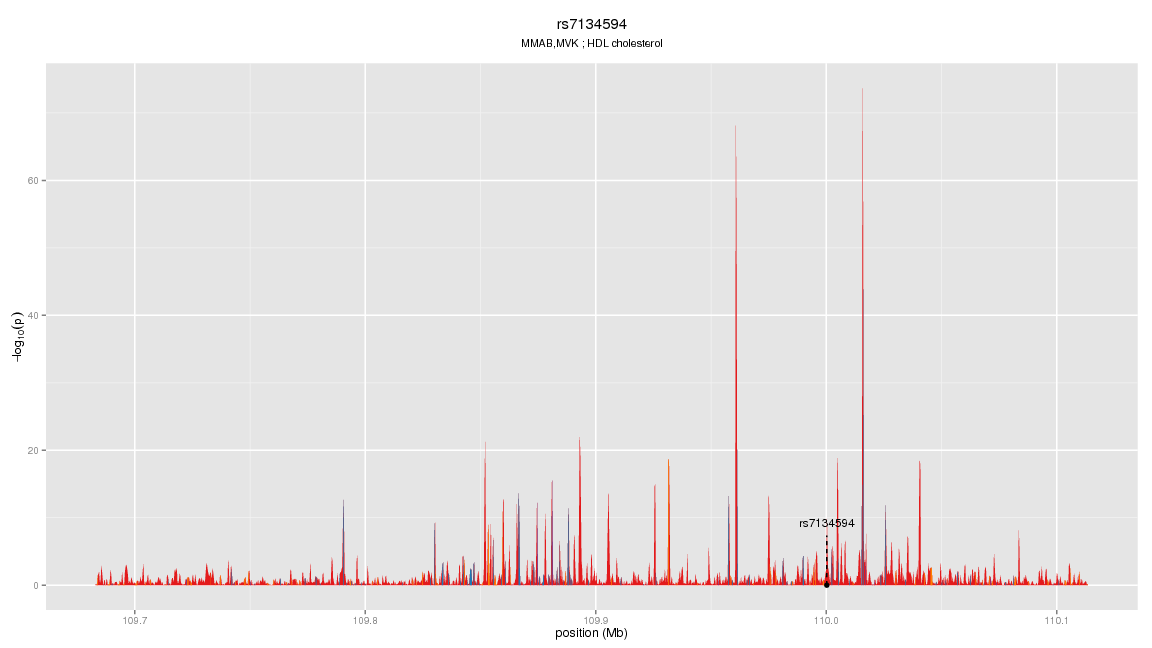 rs7134594
MMAB,MVK ; HDL cholesterol
60
40
20
0
−log10(p)
rs7134594
109.7 109.8 109.9 110.0 110.1
position (Mb)